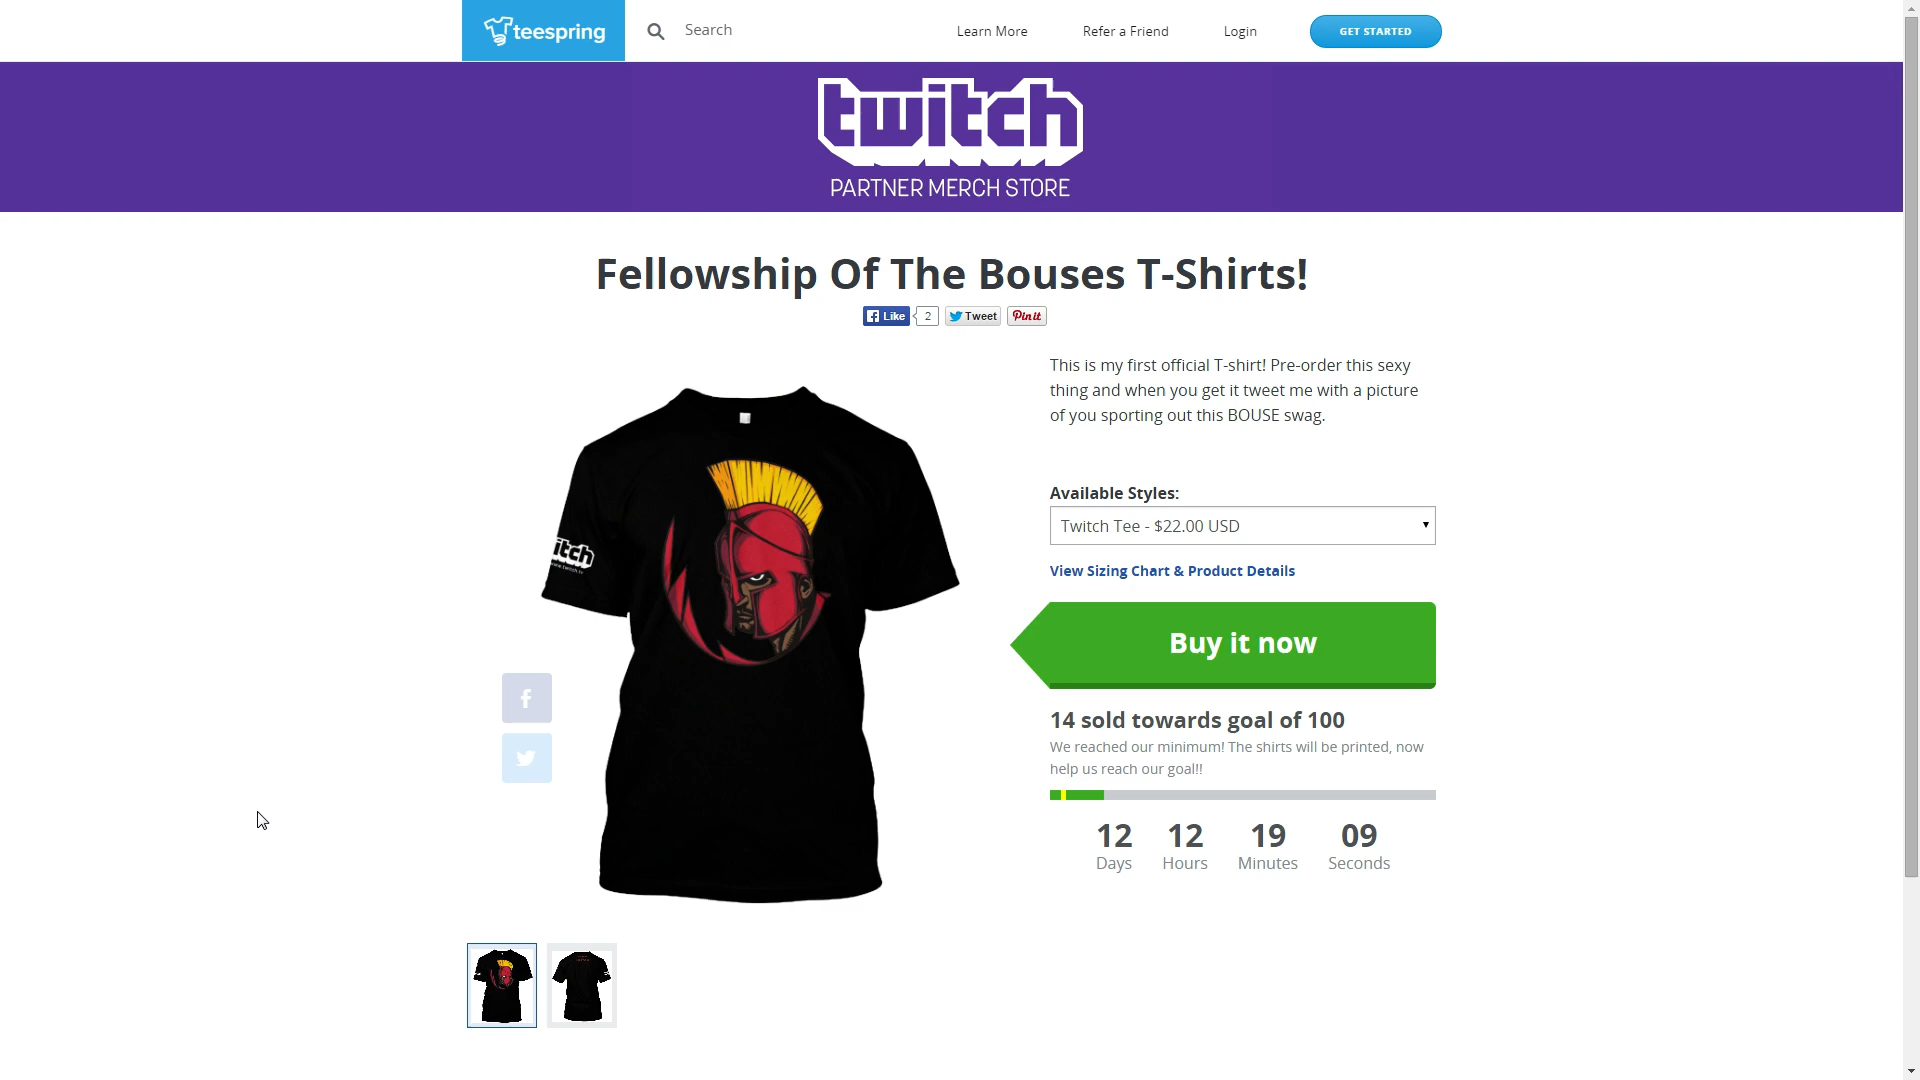 teespring
Search
Learn More
Refer a Friend
Login
GET STARTED
twitch
PARTNER MERCH STORE
Fellowship Of The Bouses T-Shirts!
Like
2
Tweet
Pin it
This is my first official T-shirt! Pre-order this sexy
thing and when you get it tweet me with a picture
of you sporting out this BOUSE swag.
Available Styles:
Twitch Tee - $22.00 USD
View Sizing Chart & Product Details
itch
Buy it now
14 sold towards goal of 100
We reached our minimum! The shirts will be printed, now
help us reach our goal!!
12 12 19 09
Days Hours Minutes Seconds